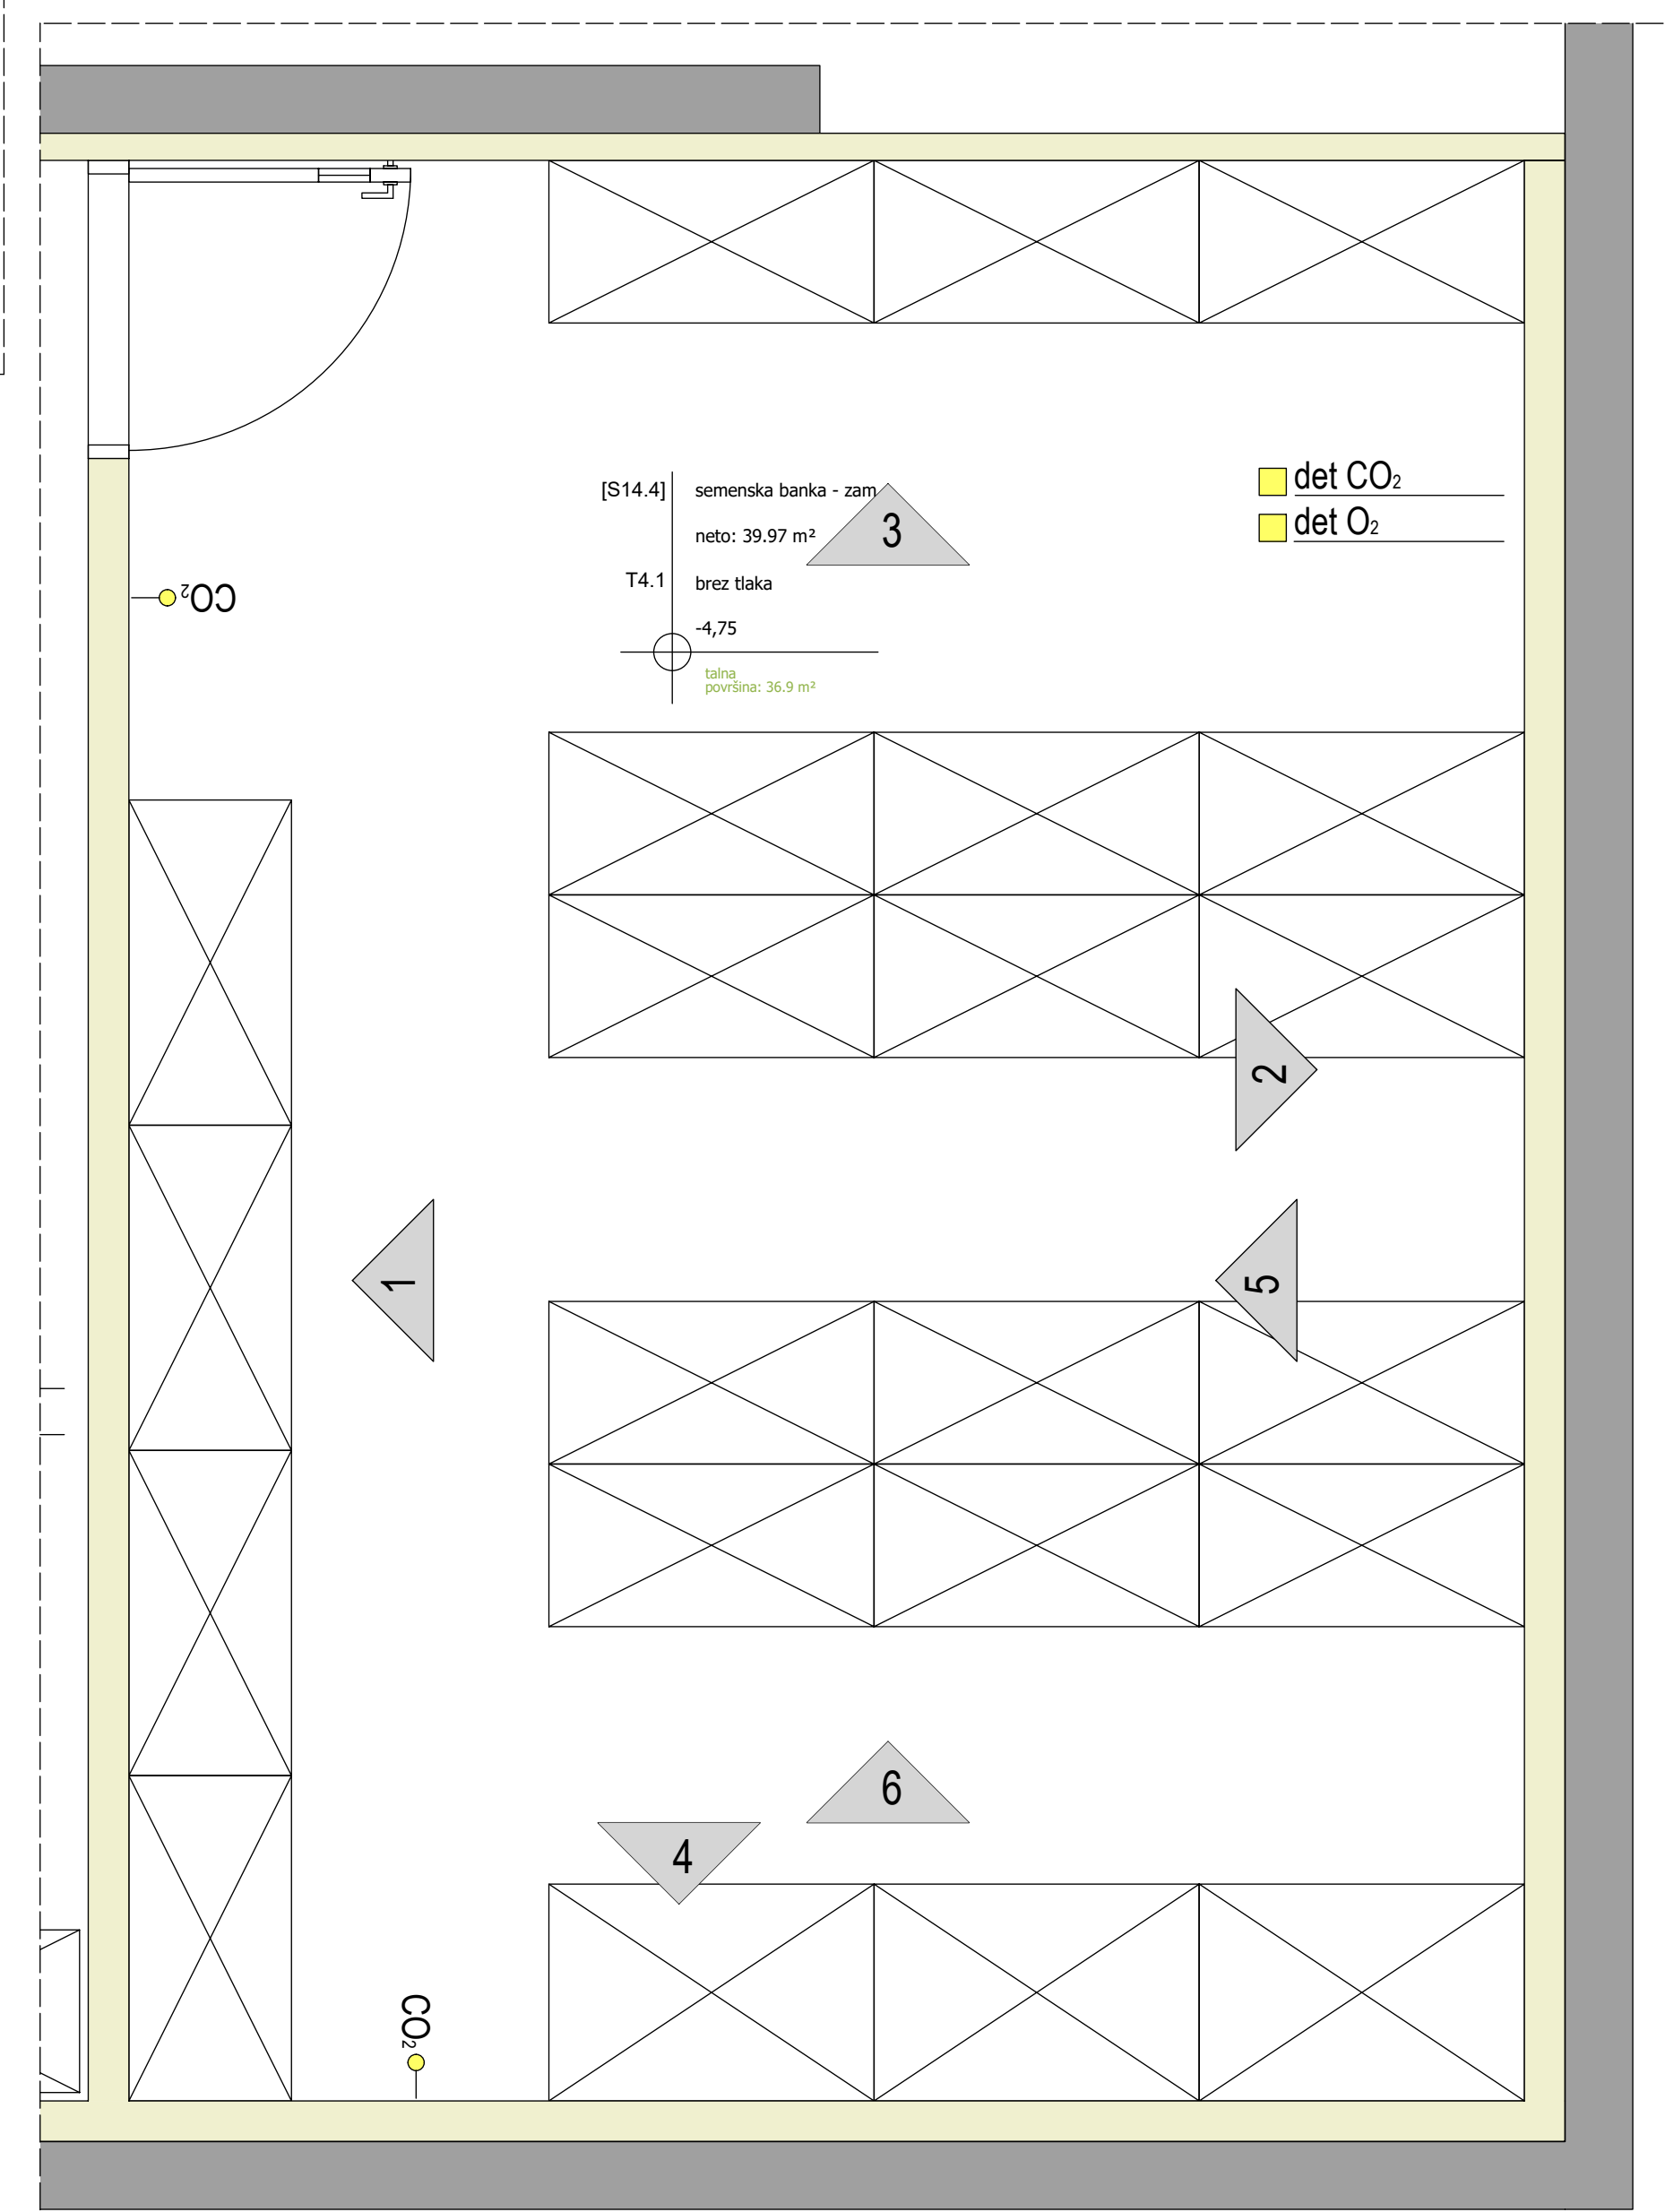 [S14.4] semenska banka - zam
neto: 39.97 m²
3
T4.1 brez tlaka
-4,75
talna
površina: 36.9 m²
det CO₂
det O₂
CO₂
2
1
5
6
4
CO₂